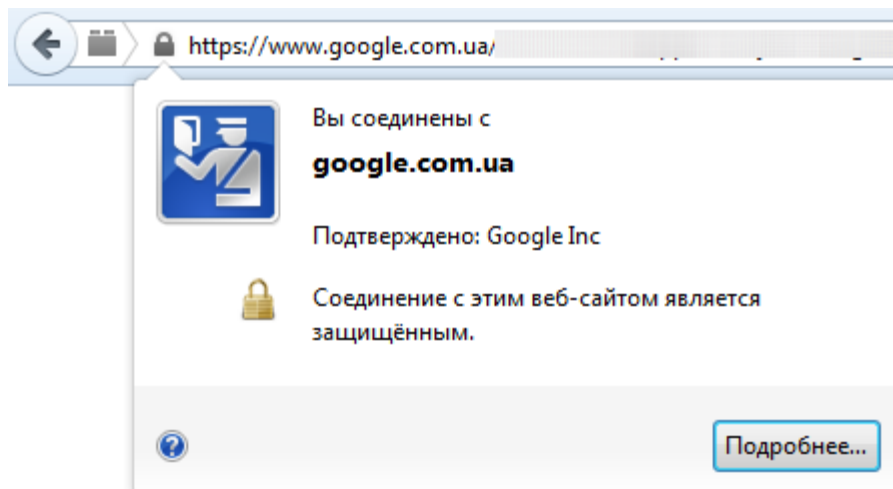 https://www.google.com.ua/
Вы соединены с
google.com.ua
Подтверждено: Google Inc
Соединение с этим веб-сайтом является
защищённым.
Подробнее...